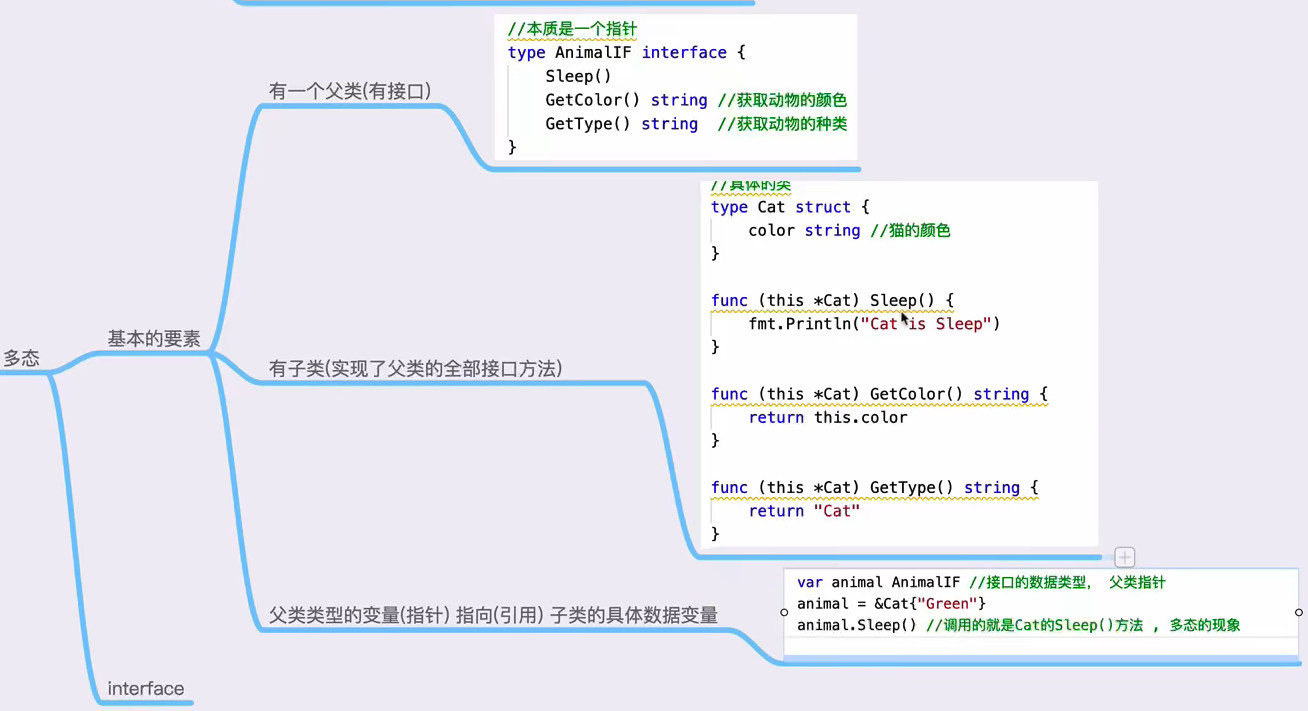 //本质是一个指针
type AnimalIF interface {
Sleep()
GetColor() string //获取动物的颜色
GetType() string //获取动物的种类
}
有一个父类(有接口)
//具体的类
type Cat struct {
color string //猫的颜色
}
func (this *Cat) Sleep() {
fmt.Println("Cat is Sleep")
}
func (this *Cat) GetColor() string {
return this.color
}
func (this *Cat) GetType() string {
return "Cat"
}
基本的要素
多态
有子类(实现了父类的全部接口方法)
var animal AnimalIF //接口的数据类型， 父类指针
animal = &Cat{"Green"}
animal.Sleep() //调用的就是Cat的Sleep()方法 , 多态的现象
父类类型的变量(指针) 指向(引用) 子类的具体数据变量
interface